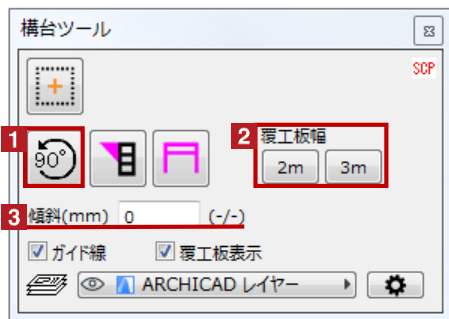 構台ツール
SCP
1
90°
2 覆工板幅
2m 3m
3 傾斜(mm) 0 (-/-)
ガイド線 覆工板表示
ARCHICAD レイヤー